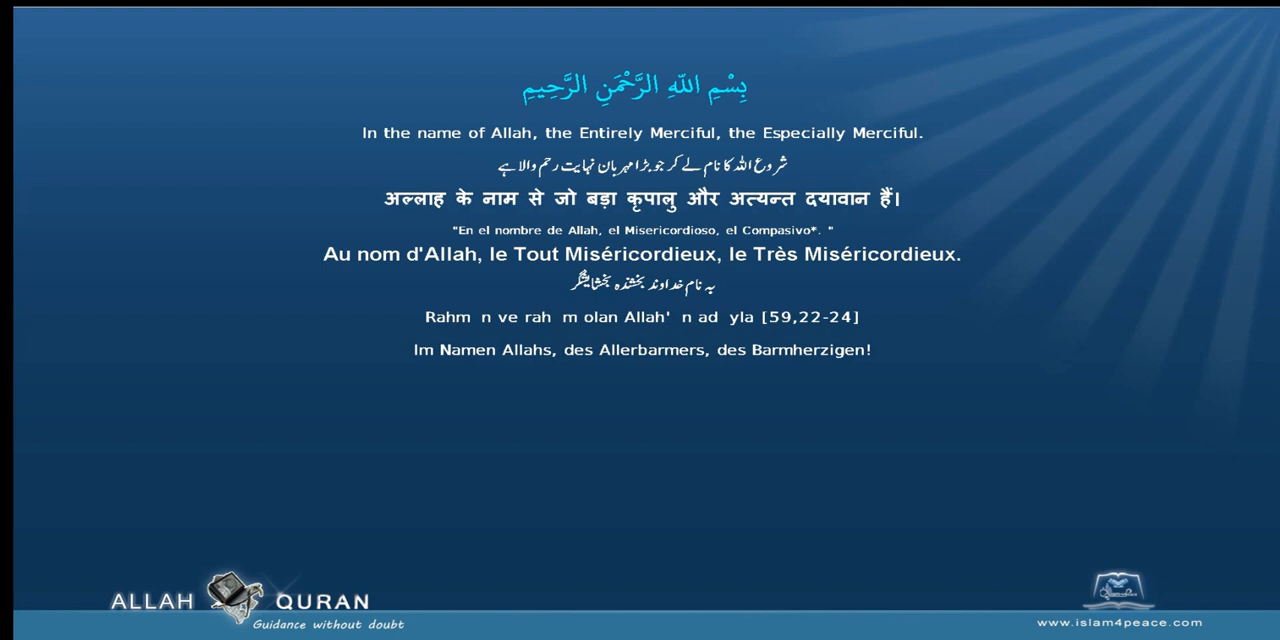 بِسْمِ اللَّهِ الرَّحْمَنِ الرَّحِيمِ
In the name of Allah, the Entirely Merciful, the Especially Merciful.
شروع اللہ کا نام لے کر جو بڑا مہربان نہایت رحم والا ہے
अल्लाह के नाम से जो बड़ा कृपालु और अत्यन्त दयावान हैं।
"En el nombre de Allah, el Misericordioso, el Compasivo*. "
Au nom d'Allah, le Tout Miséricordieux, le Très Miséricordieux.
به نام خداوند بخشنده بخشایشگر
Rahm n ve rah m olan Allah' n ad yla [59,22-24]
Im Namen Allahs, des Allerbarmers, des Barmherzigen!
ALLAH QURAN
Guidance without doubt
www.islam4peace.com